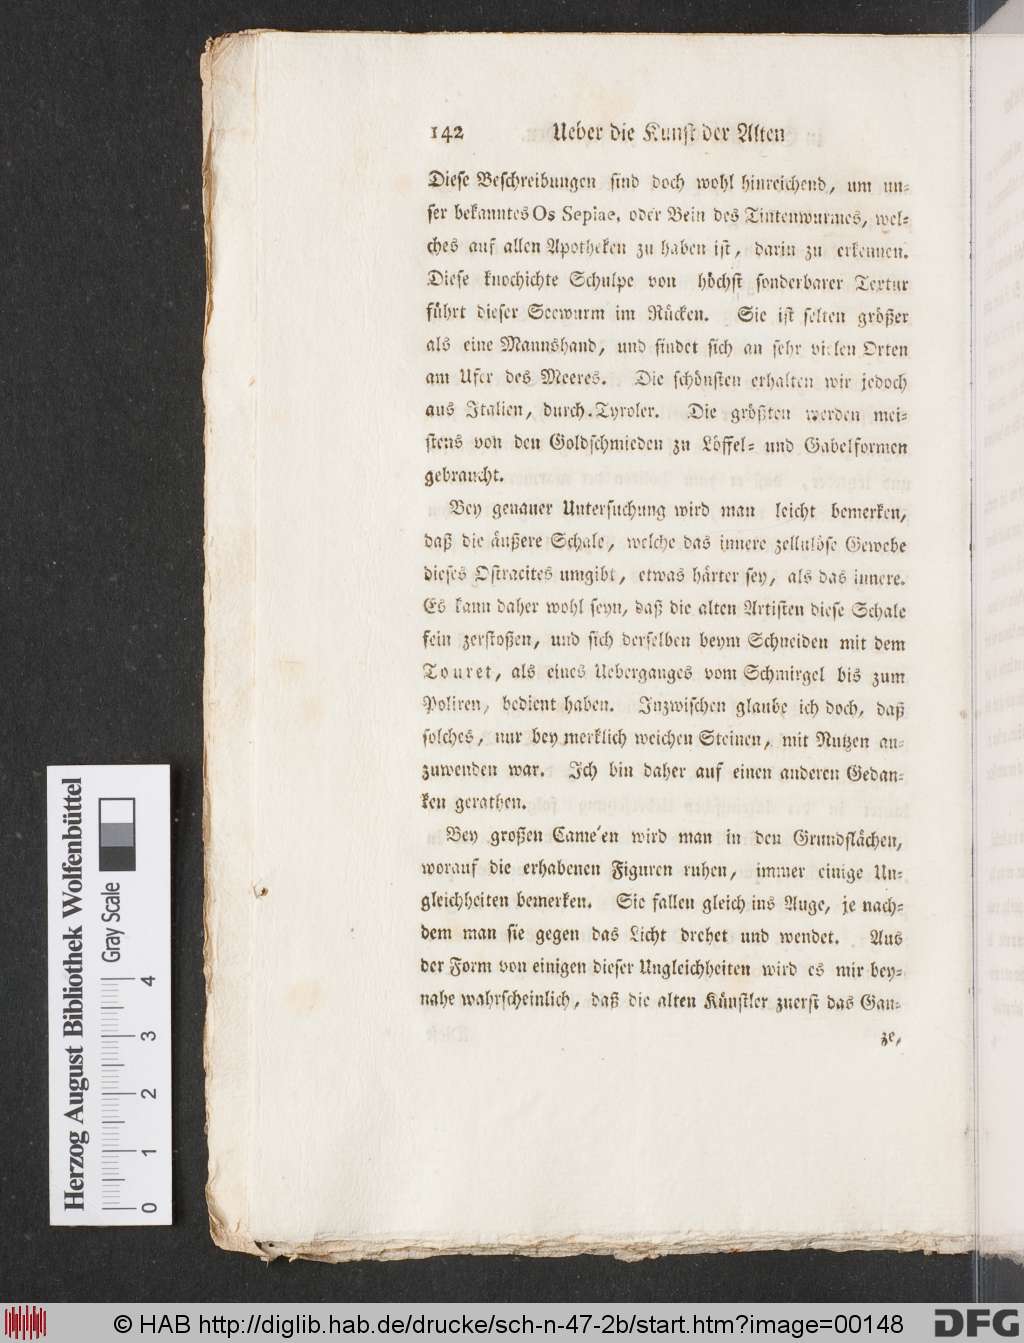 142 Ueber die Kunst der Alten
Diese Beschreibungen sind doch wohl hinreichend, um un-
ser bekanntes Os Sepiae, oder Bein des Tintenwurmes, wel-
ches auf allen Apotheken zu haben ist, darin zu erkennen.
Diese knochichte Schulpe von höchst sonderbarer Textur
führt dieser Seewurm im Rücken. Sie ist selten größer
als eine Mannshand, und findet sich an sehr vielen Orten
am Ufer des Meeres. Die schönsten erhalten wir jedoch
aus Italien, durch Tyroler. Die größten werden mei-
stens von den Goldschmieden zu Löffel- und Gabelformen
gebraucht.
Bey genauer Untersuchung wird man leicht bemerken,
daß die äußere Schale, welche das innere zellulöse Gewebe
dieses Ostracites umgibt, etwas härter sey, als das innere.
Es kann daher wohl seyn, daß die alten Artisten diese Schale
fein zerstoßen, und sich derselben beym Schneiden mit dem
Touret, als eines Ueberganges vom Schmirgel bis zum
Poliren, bedient haben. Inzwischen glaube ich doch, daß
solches, nur bey merklich weichen Steinen, mit Nutzen an-
zuwenden war. Ich bin daher auf einen anderen Gedan-
ken gerathen.
Bey großen Came'en wird man in den Grundflächen,
worauf die erhabenen Figuren ruhen, immer einige Un-
gleichheiten bemerken. Sie fallen gleich ins Auge, je nach-
dem man sie gegen das Licht drehet und wendet. Aus
der Form von einigen dieser Ungleichheiten wird es mir bey-
nahe wahrscheinlich, daß die alten Künstler zuerst das Gan-
ze,
Herzog August Bibliothek Wolfenbüttel
Gray Scale
0 1 2 3 4
© HAB http://diglib.hab.de/drucke/sch-n-47-2b/start.htm?image=00148
DFG